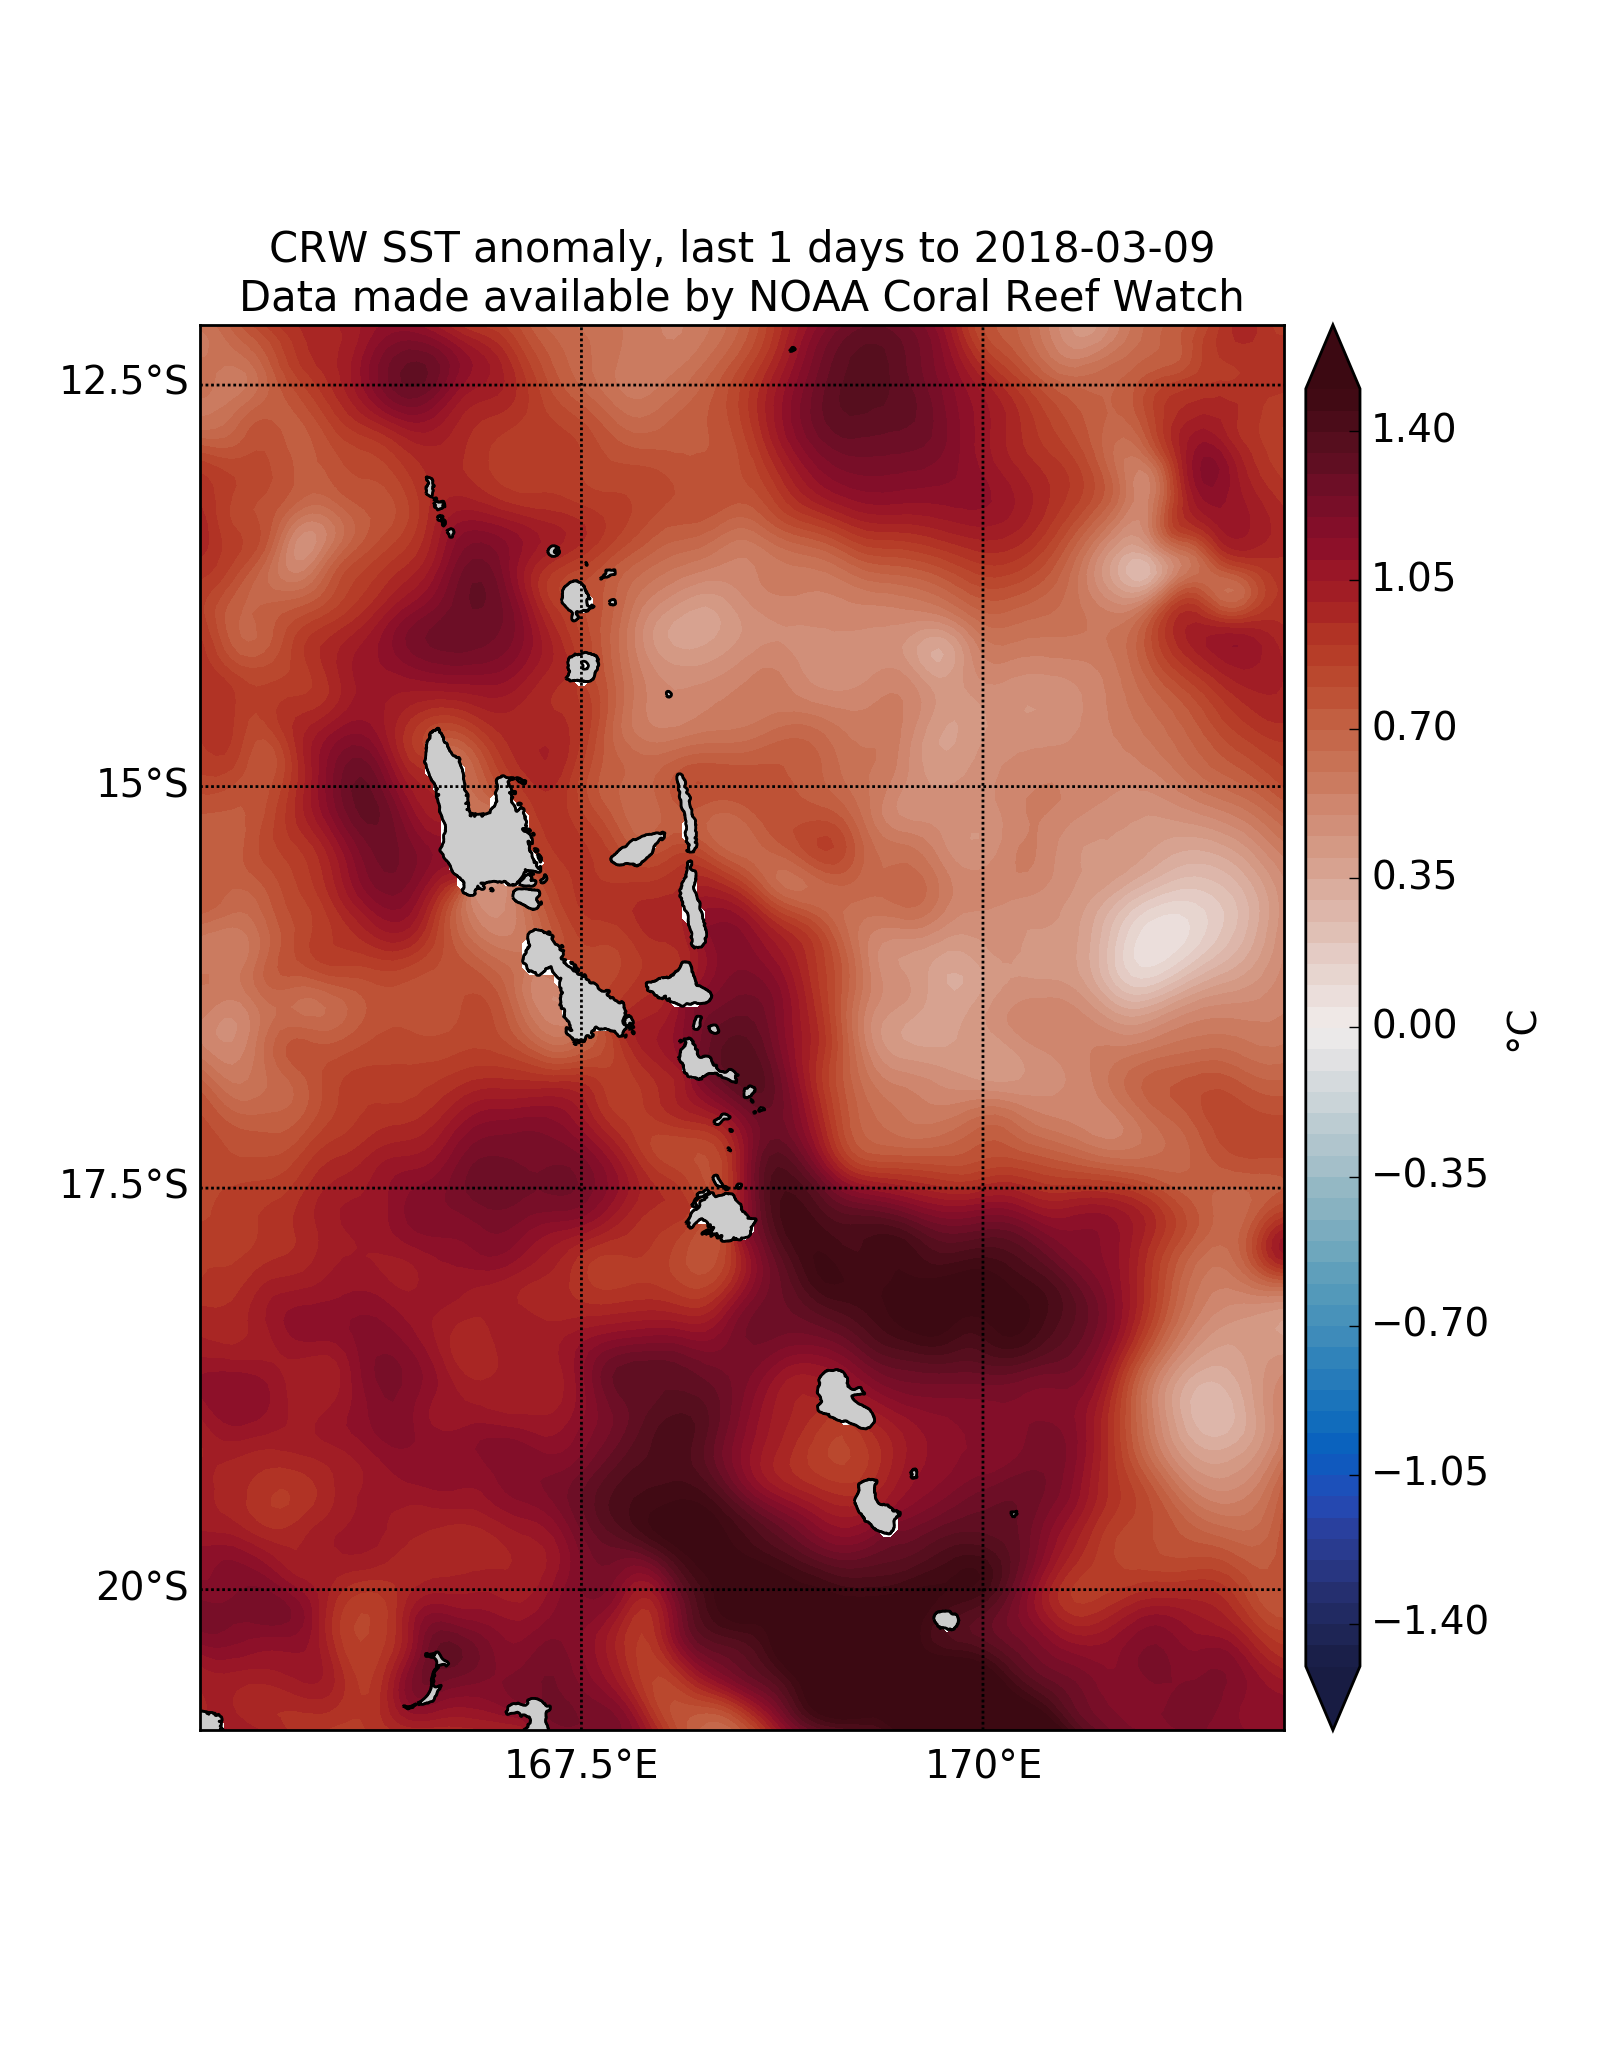 CRW SST anomaly, last 1 days to 2018-03-09
Data made available by NOAA Coral Reef Watch
12.5°S
15°S
17.5°S
20°S
167.5°E
170°E
1.40
1.05
0.70
0.35
0.00
−0.35
−0.70
−1.05
−1.40
°C